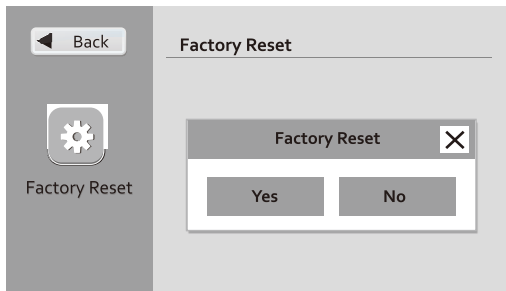 Back
Factory Reset
Factory Reset
Factory Reset
Yes
No